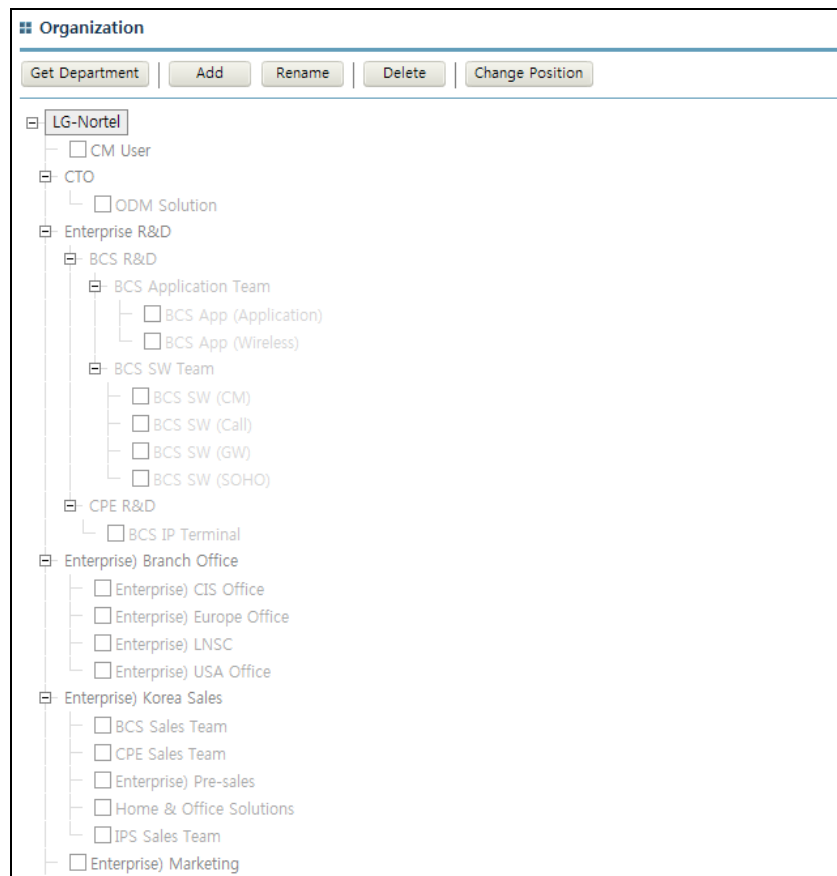 Organization
Get Department Add Rename Delete Change Position
LG-Nortel
CM User
CTO
ODM Solution
Enterprise R&D
BCS R&D
BCS Application Team
BCS App (Application)
BCS App (Wireless)
BCS SW Team
BCS SW (CM)
BCS SW (Call)
BCS SW (GW)
BCS SW (SOHO)
CPE R&D
BCS IP Terminal
Enterprise) Branch Office
Enterprise) CIS Office
Enterprise) Europe Office
Enterprise) LNSC
Enterprise) USA Office
Enterprise) Korea Sales
BCS Sales Team
CPE Sales Team
Enterprise) Pre-sales
Home & Office Solutions
IPS Sales Team
Enterprise) Marketing